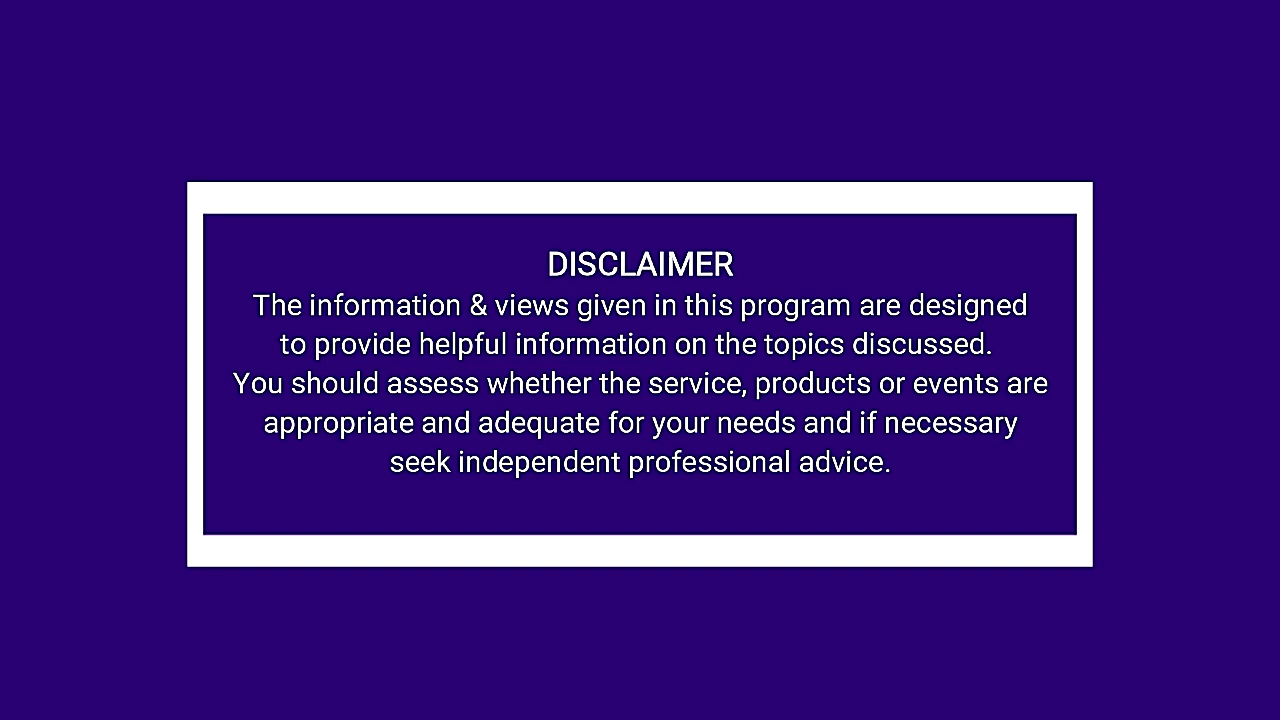 DISCLAIMER
The information & views given in this program are designed
to provide helpful information on the topics discussed.
You should assess whether the service, products or events are
appropriate and adequate for your needs and if necessary
seek independent professional advice.